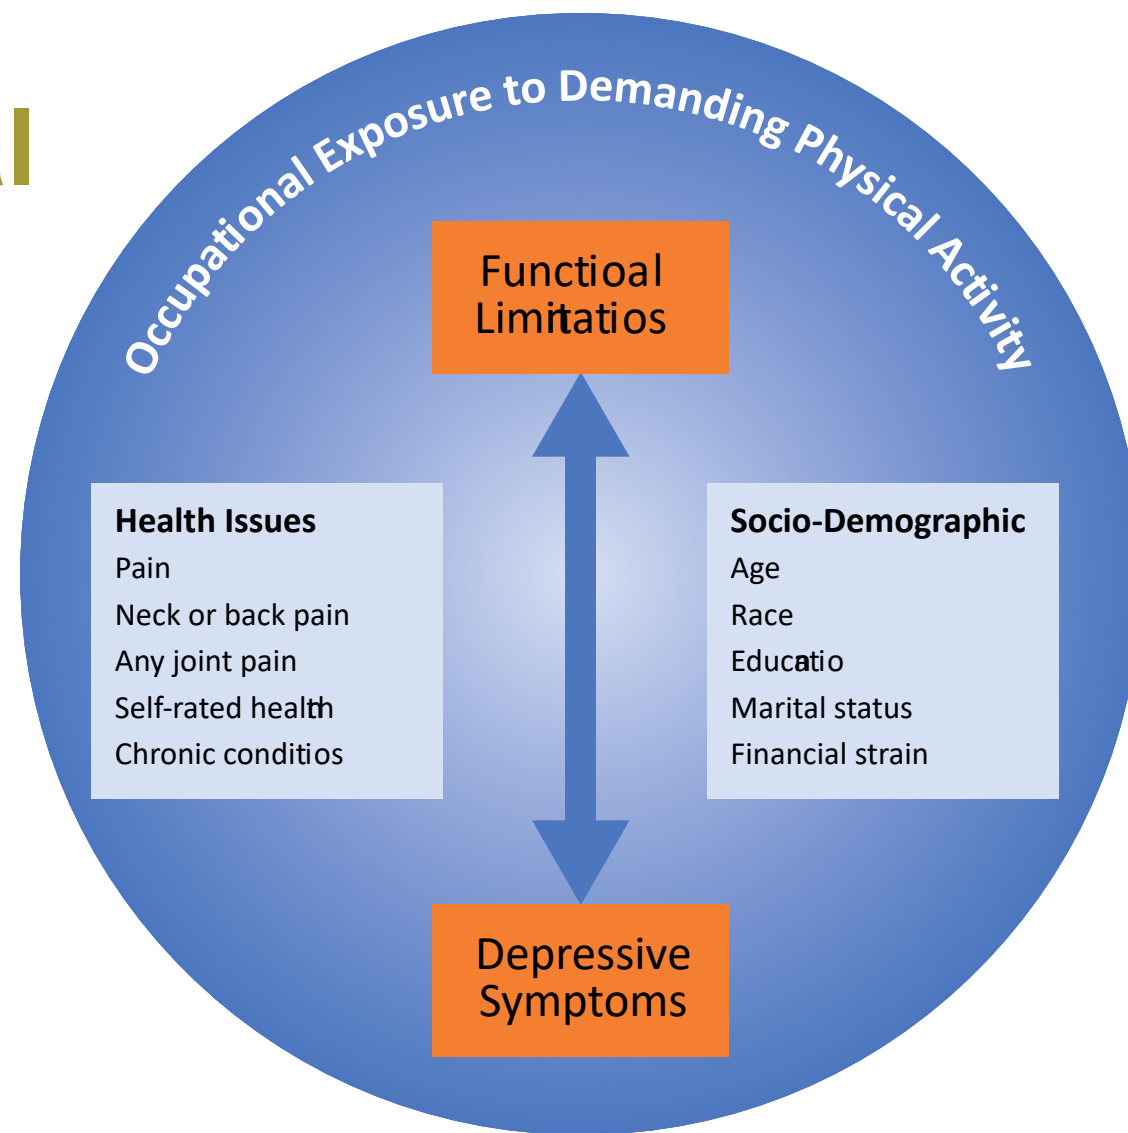 Occupational Exposure to Demanding Physical Activity
Functioal
Limitatios
Health Issues
Pain
Neck or back pain
Any joint pain
Self-rated health
Chronic conditios
Socio-Demographic
Age
Race
Educatio
Marital status
Financial strain
Depressive
Symptoms